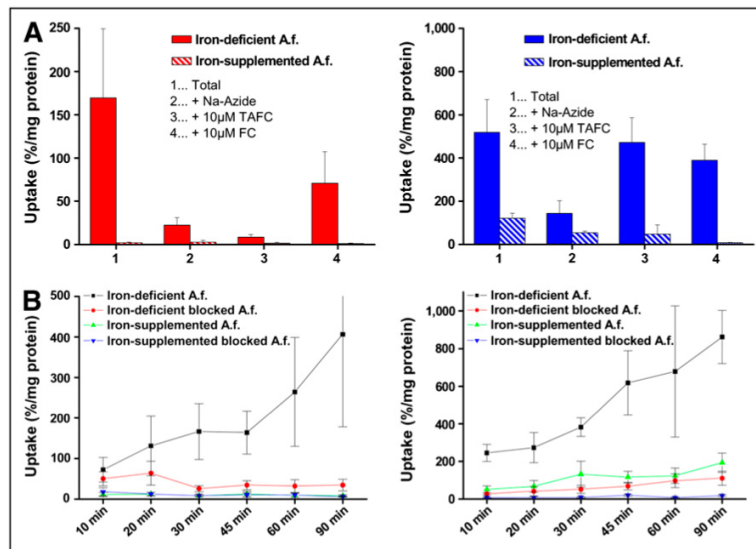 A
Uptake (%/mg protein)
250
200
150
100
50
0
Iron-deficient A.f.
Iron-supplemented A.f.
1... Total
2... + Na-Azide
3... + 10µM TAFC
4... + 10µM FC
1 2 3 4
Uptake (%/mg protein)
1,000
800
600
400
200
0
Iron-deficient A.f.
Iron-supplemented A.f.
1... Total
2... + Na-Azide
3... + 10µM TAFC
4... + 10µM FC
1 2 3 4
B
Uptake (%/mg protein)
500
400
300
200
100
0
Iron-deficient A.f.
Iron-deficient blocked A.f.
Iron-supplemented A.f.
Iron-supplemented blocked A.f.
10 min 20 min 30 min 45 min 60 min 90 min
Uptake (%/mg protein)
1,000
800
600
400
200
0
Iron-deficient A.f.
Iron-deficient blocked A.f.
Iron-supplemented A.f.
Iron-supplemented blocked A.f.
10 min 20 min 30 min 45 min 60 min 90 min